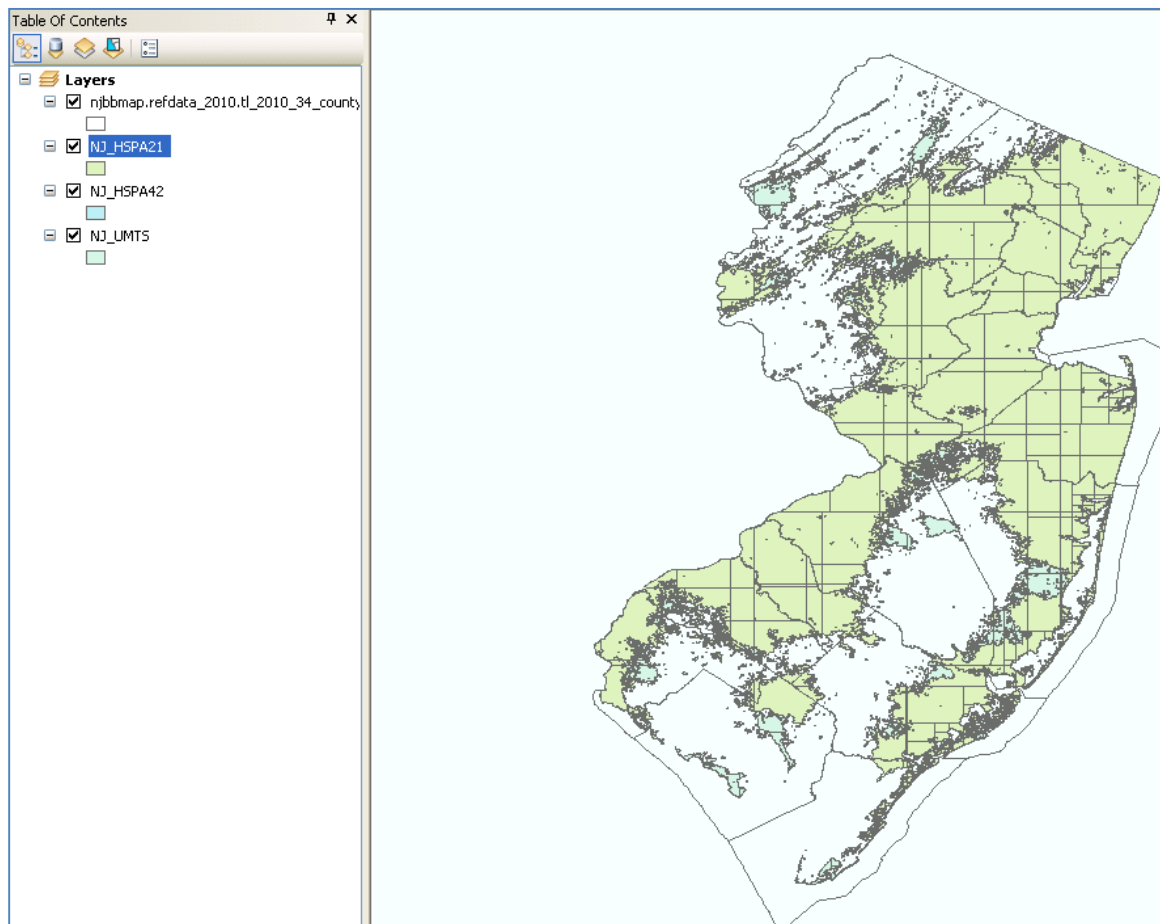 Table Of Contents
Layers
njbbmap.refdata_2010.tl_2010_34_county
NJ_HSPA21
NJ_HSPA42
NJ_UMTS